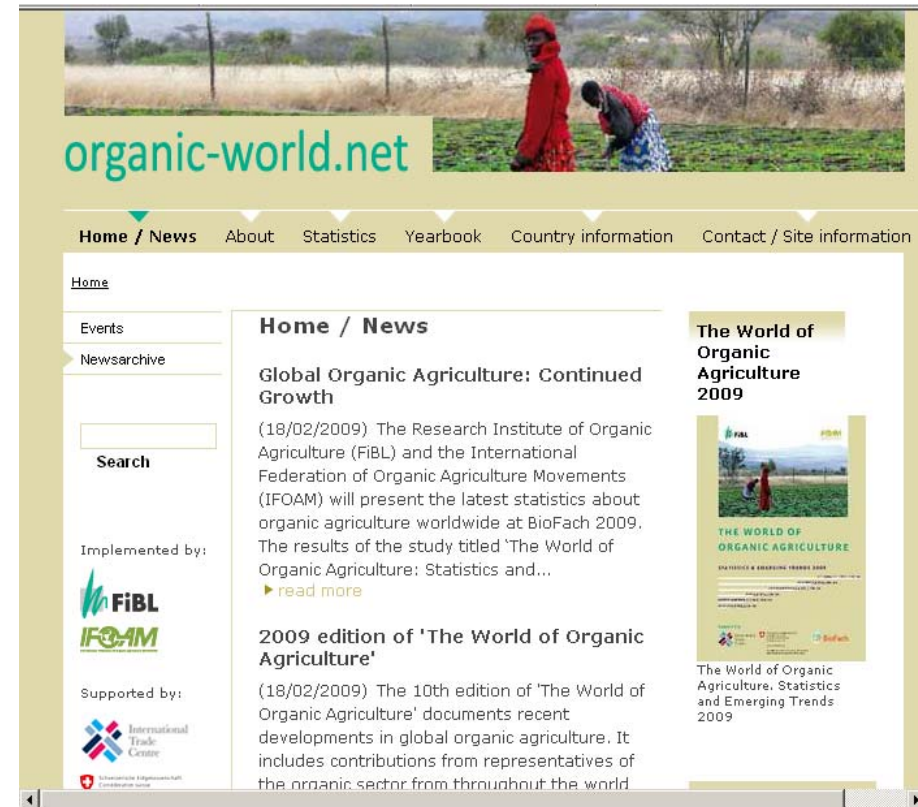 organic-world.net
Home / News About Statistics Yearbook Country information Contact / Site information
Home
Events
Newsarchive
Search
Implemented by:
FiBL
IFOAM
Supported by:
International
Trade
Centre
Schweizerische Eidgenossenschaft
Confédération suisse
Home / News
Global Organic Agriculture: Continued
Growth
(18/02/2009) The Research Institute of Organic
Agriculture (FiBL) and the International
Federation of Organic Agriculture Movements
(IFOAM) will present the latest statistics about
organic agriculture worldwide at BioFach 2009.
The results of the study titled ‘The World of
Organic Agriculture: Statistics and...
read more
2009 edition of 'The World of Organic
Agriculture'
(18/02/2009) The 10th edition of 'The World of
Organic Agriculture' documents recent
developments in global organic agriculture. It
includes contributions from representatives of
the organic sector from throughout the world
The World of
Organic
Agriculture
2009
FiBL IFOAM
THE WORLD OF
ORGANIC AGRICULTURE
STATISTICS & EMERGING TRENDS 2009
BioFach
The World of Organic
Agriculture. Statistics
and Emerging Trends
2009